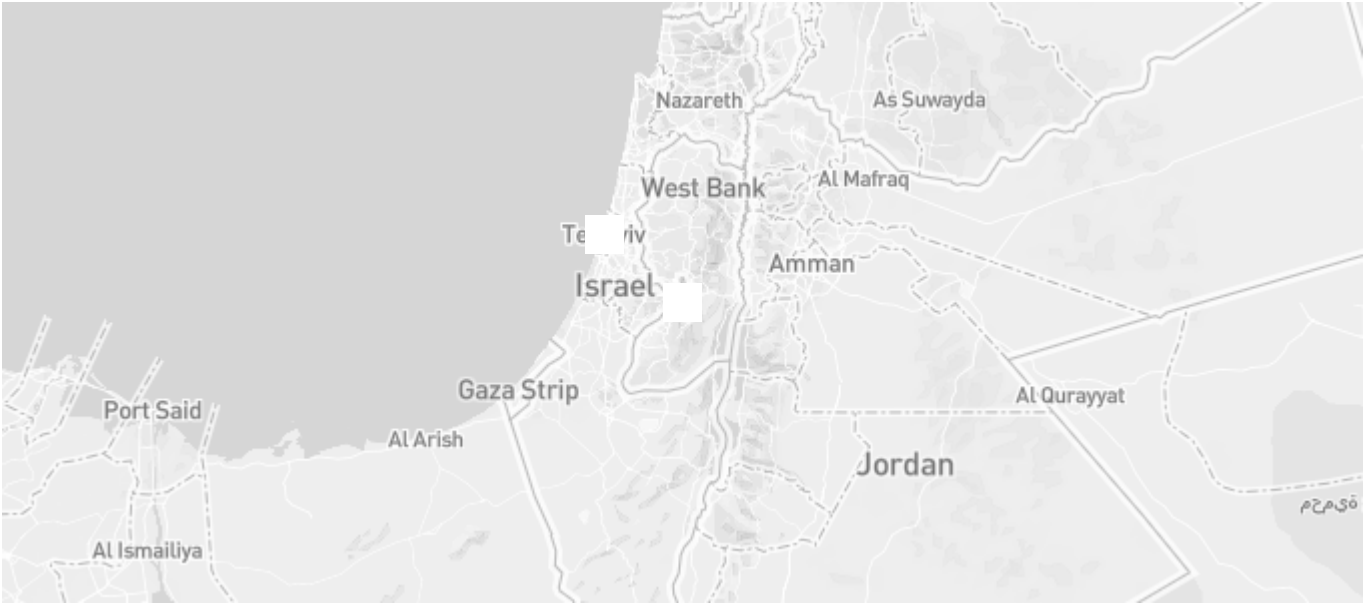 Nazareth
As Suwayda
Al Mafraq
West Bank
Amman
Israel
Gaza Strip
Al Qurayyat
Port Said
Al Arish
Jordan
Al Ismailiya